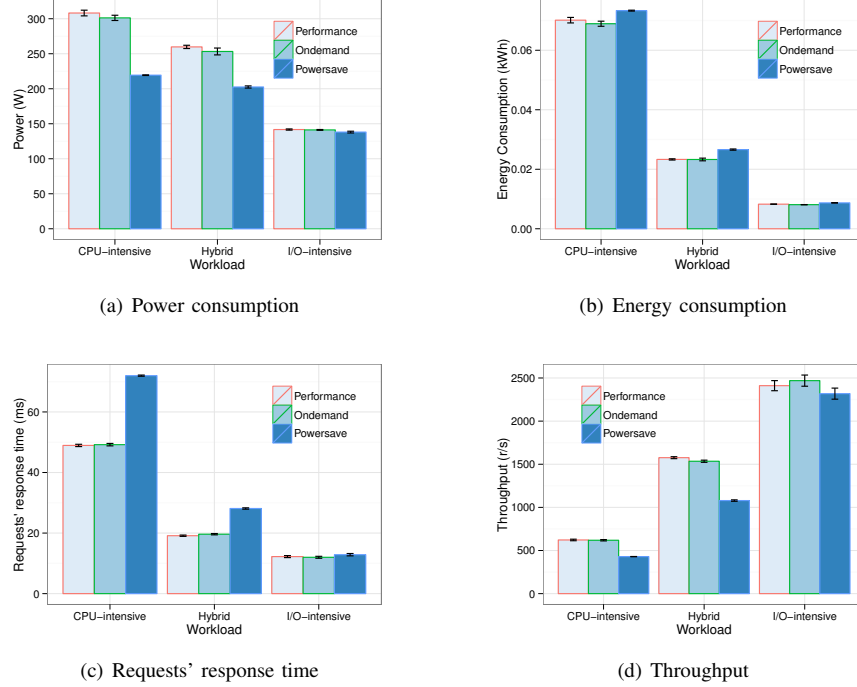 300
250
200
150
100
50
0
Power (W)
Performance
Ondemand
Powersave
CPU−intensive Hybrid I/O−intensive
Workload
(a) Power consumption
0.06
0.04
0.02
0.00
Energy Consumption (kWh)
Performance
Ondemand
Powersave
CPU−intensive Hybrid I/O−intensive
Workload
(b) Energy consumption
60
40
20
0
Requests' response time (ms)
Performance
Ondemand
Powersave
CPU−intensive Hybrid I/O−intensive
Workload
(c) Requests' response time
2500
2000
1500
1000
500
0
Throughput (r/s)
Performance
Ondemand
Powersave
CPU−intensive Hybrid I/O−intensive
Workload
(d) Throughput